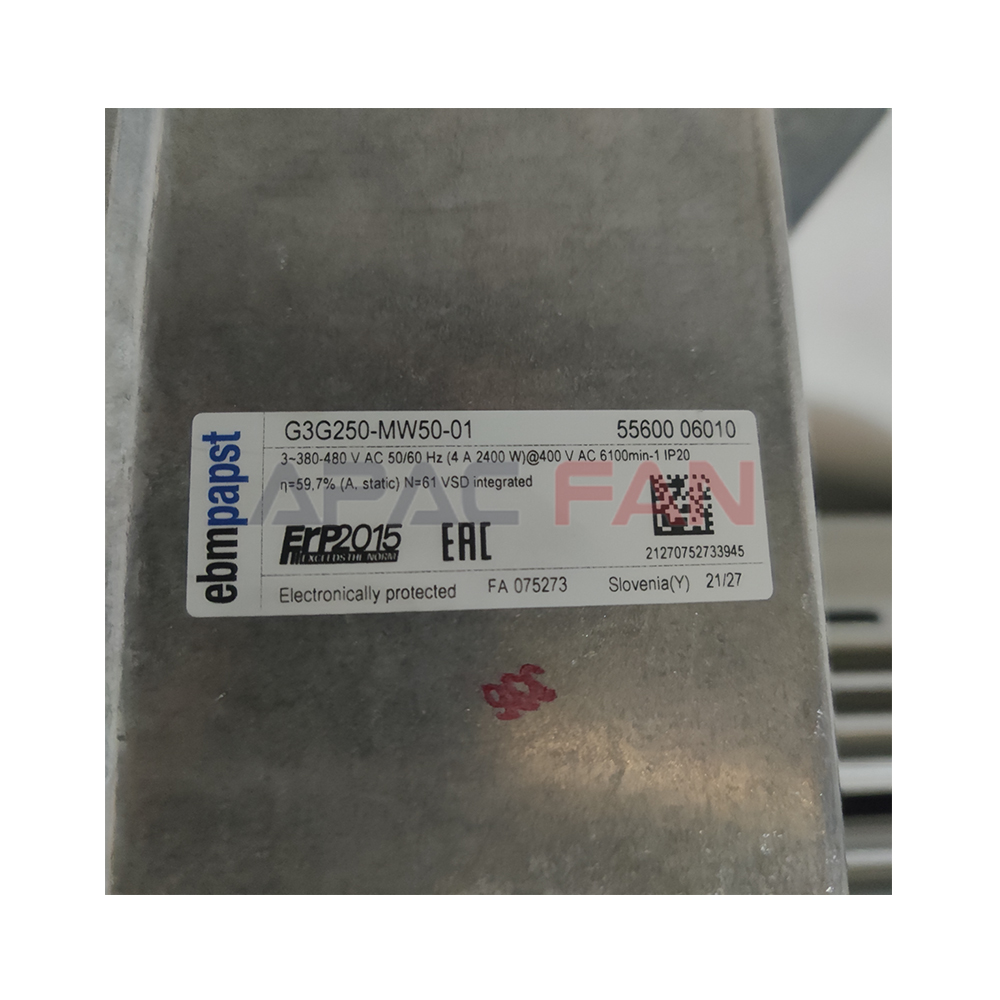 ebmpapst
G3G250-MW50-01 55600 06010
3~380-480 V AC 50/60 Hz (4 A 2400 W)@400 V AC 6100min-1 IP20
η=59,7% (A, static) N=61 VSD integrated
APAC FAN
ErP2015
EXCEEDS THE NORM
EAC
21270752733945
Electronically protected FA 075273 Slovenia(Y) 21/27